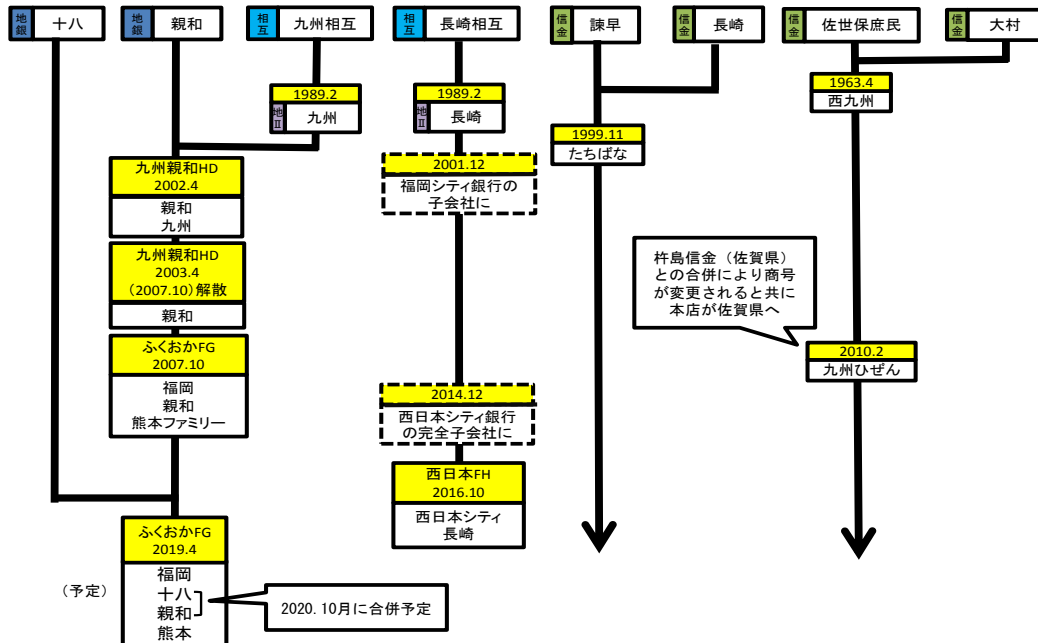 地銀
十八
地銀
親和
相互
九州相互
相互
長崎相互
信金
諫早
信金
長崎
信金
佐世保庶民
信金
大村
1989.2
地Ⅱ
九州
1989.2
地Ⅱ
長崎
1963.4
西九州
1999.11
たちばな
九州親和HD
2002.4
親和
九州
2001.12
福岡シティ銀行の
子会社に
九州親和HD
2003.4
(2007.10)解散
親和
杵島信金（佐賀県）
との合併により商号
が変更されると共に
本店が佐賀県へ
ふくおかFG
2007.10
福岡
親和
熊本ファミリー
2010.2
九州ひぜん
2014.12
西日本シティ銀行
の完全子会社に
西日本FH
2016.10
西日本シティ
長崎
ふくおかFG
2019.4
（予定）
福岡
十八
親和
熊本
2020.10月に合併予定